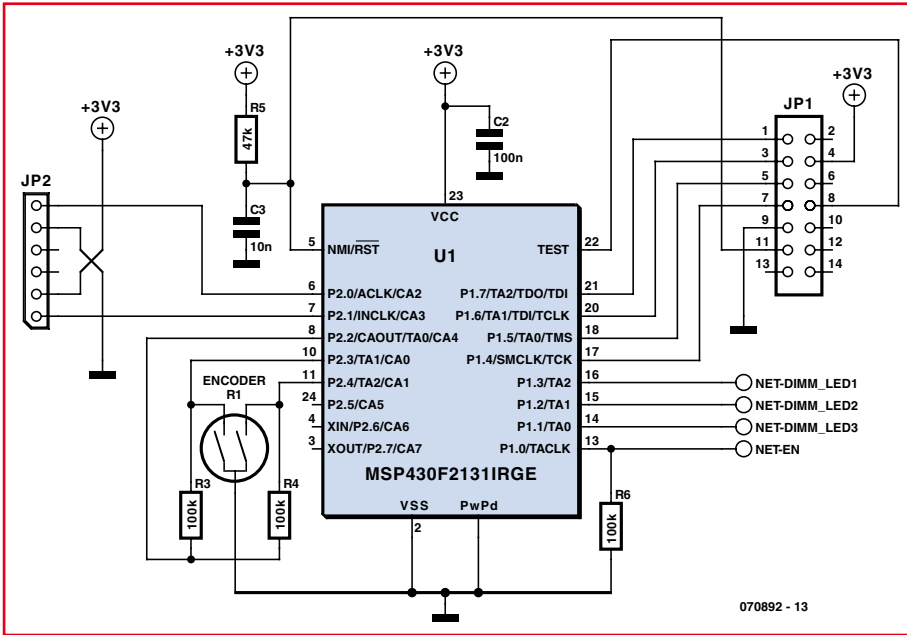 +3V3
+3V3
+3V3
+3V3
R5
47k
C2
100n
JP1
JP2
C3
10n
1 2
3 4
5 6
7 8
9 10
11 12
13 14
23
VCC
U1
5 NMI/RST
TEST 22
6 P2.0/ACLK/CA2
P1.7/TA2/TDO/TDI 21
7 P2.1/INCLK/CA3
P1.6/TA1/TDI/TCLK 20
8 P2.2/CAOUT/TA0/CA4
P1.5/TA0/TMS 18
10 P2.3/TA1/CA0
P1.4/SMCLK/TCK 17
11 P2.4/TA2/CA1
P1.3/TA2 16
NET-DIMM_LED1
24 P2.5/CA5
P1.2/TA1 15
NET-DIMM_LED2
4 XIN/P2.6/CA6
P1.1/TA0 14
NET-DIMM_LED3
3 XOUT/P2.7/CA7
P1.0/TACLK 13
NET-EN
MSP430F2131IRGE
ENCODER
R1
R3
100k
R4
100k
VSS
2
PwPd
R6
100k
070892 - 13